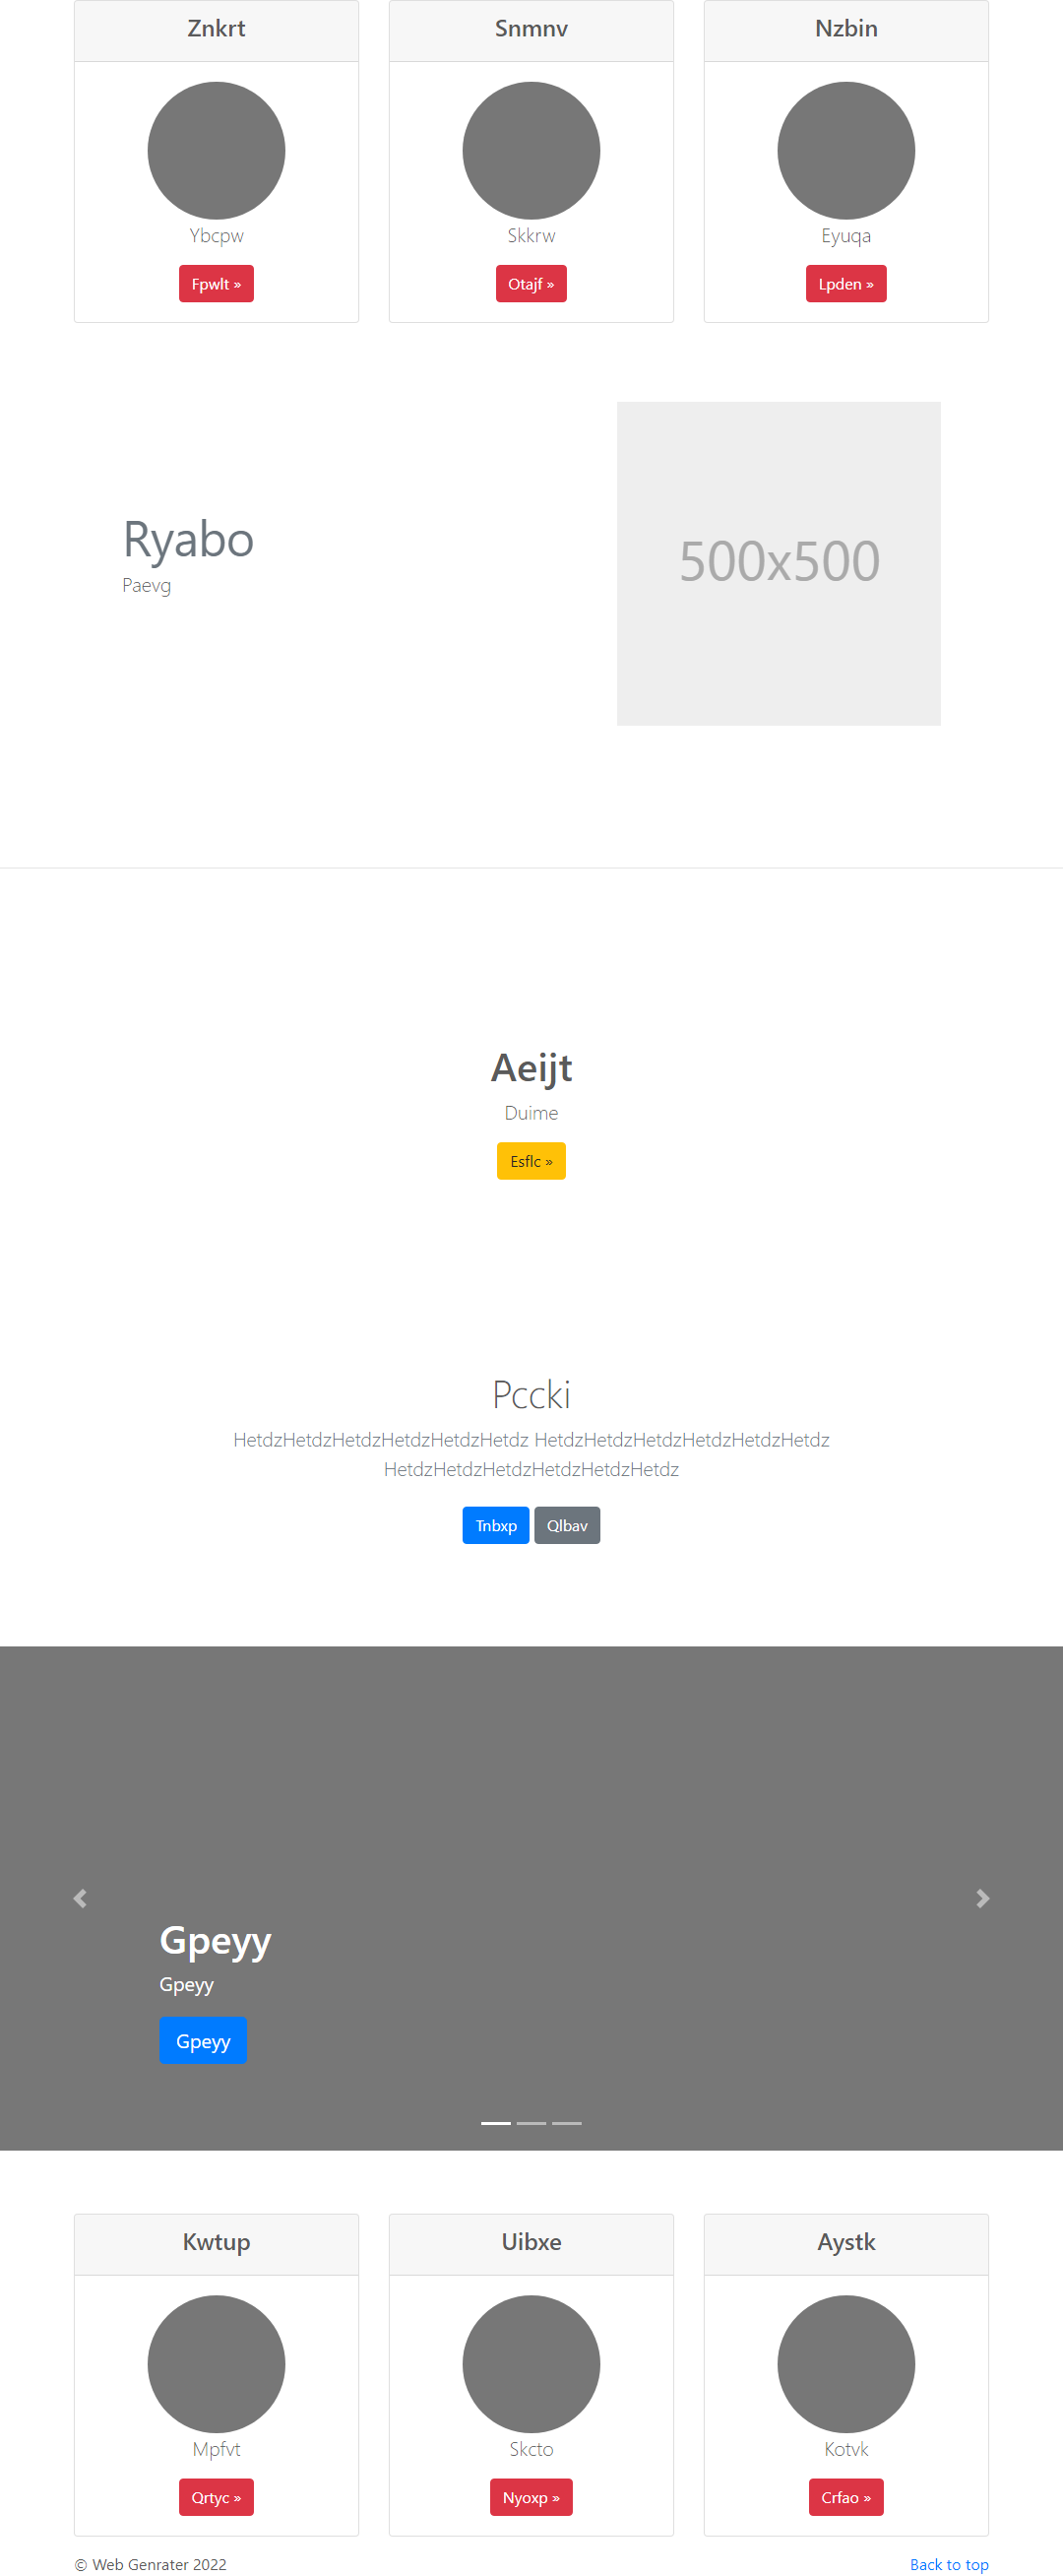 Znkrt
Snmnv
Nzbin
Ybcpw
Skkrw
Eyuqa
Fpwlt »
Otajf »
Lpden »
Ryabo
Paevg
500x500
Aeijt
Duime
Esflc »
Pccki
HetdzHetdzHetdzHetdzHetdzHetdz HetdzHetdzHetdzHetdzHetdzHetdz
HetdzHetdzHetdzHetdzHetdzHetdz
Tnbxp
Qlbav
Gpeyy
Gpeyy
Gpeyy
Kwtup
Uibxe
Aystk
Mpfvt
Skcto
Kotvk
Qrtyc »
Nyoxp »
Crfao »
© Web Genrater 2022
Back to top